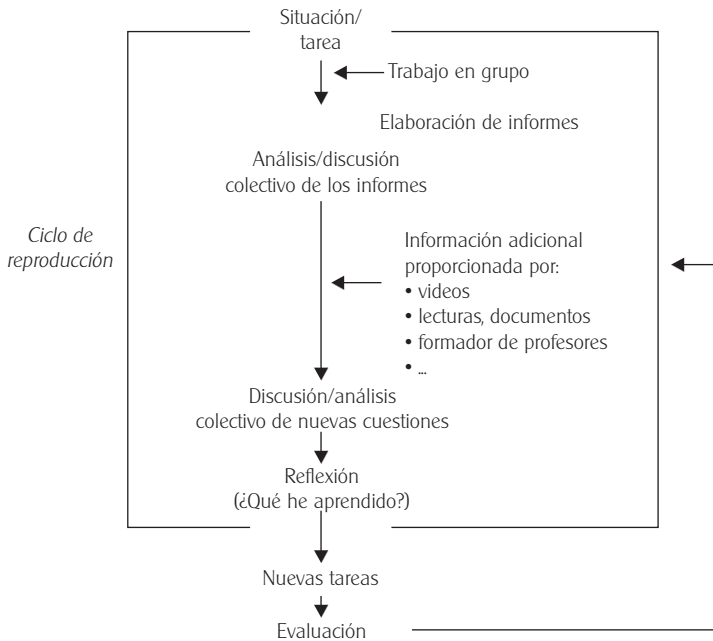 Situación/
tarea
Trabajo en grupo
Elaboración de informes
Análisis/discusión
colectivo de los informes
Ciclo de
reproducción
Información adicional
proporcionada por:
• videos
• lecturas, documentos
• formador de profesores
• ...
Discusión/análisis
colectivo de nuevas cuestiones
Reflexión
(¿Qué he aprendido?)
Nuevas tareas
Evaluación